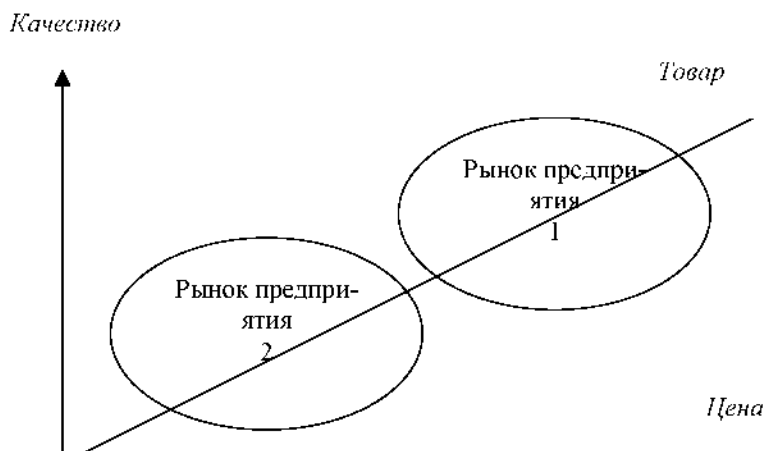 Качество
Товар
Рынок предпри-
ятия
1
Рынок предпри-
ятия
2
Цена